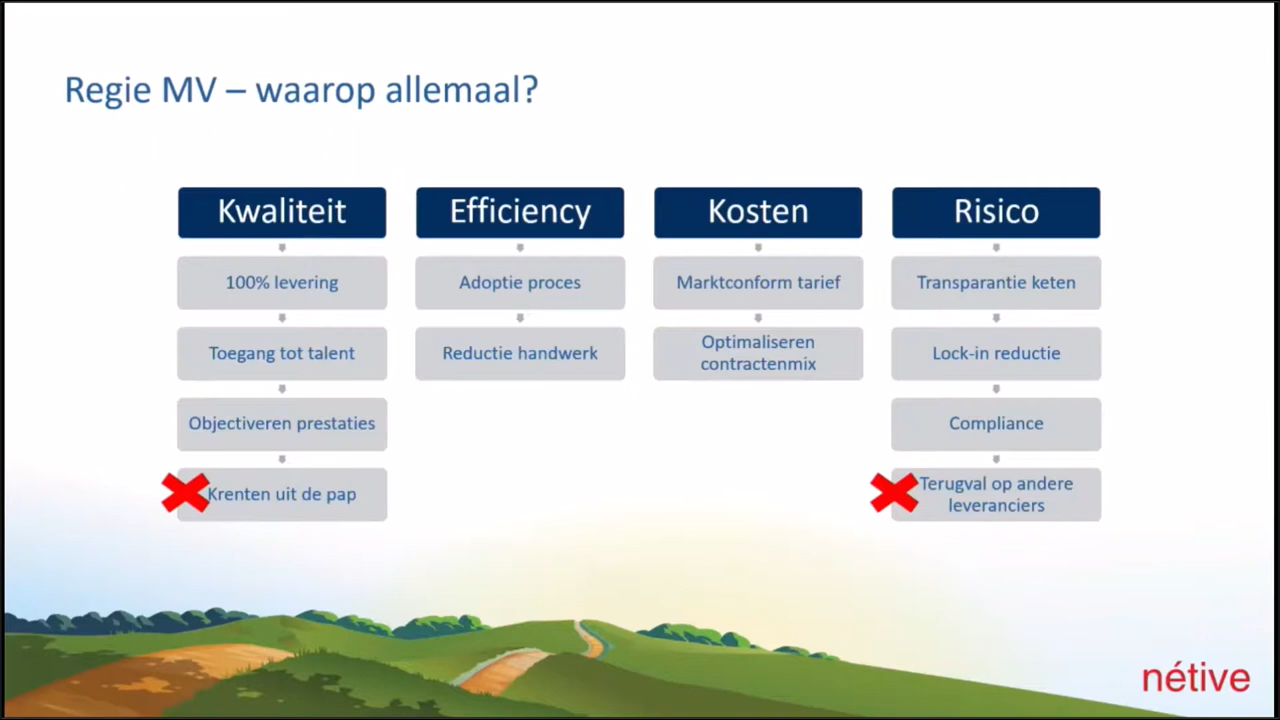 Regie MV – waarop allemaal?
Kwaliteit
100% levering
Toegang tot talent
Objectiveren prestaties
Krenten uit de pap
Efficiency
Adoptie proces
Reductie handwerk
Kosten
Marktconform tarief
Optimaliseren
contractenmix
Risico
Transparantie keten
Lock-in reductie
Compliance
Terugval op andere
leveranciers
nétive